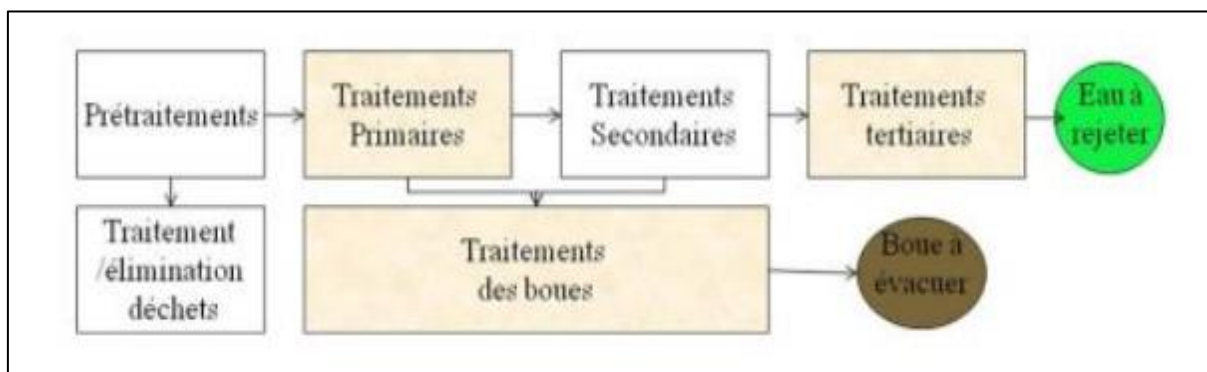 Prétraitements
Traitements
Primaires
Traitements
Secondaires
Traitements
tertiaires
Eau à
rejeter
Traitement
/élimination
déchets
Traitements
des boues
Boue à
évacuer